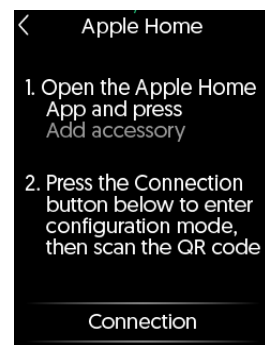 Apple Home
1. Open the Apple Home
App and press
Add accessory
2. Press the Connection
button below to enter
configuration mode,
then scan the QR code
Connection